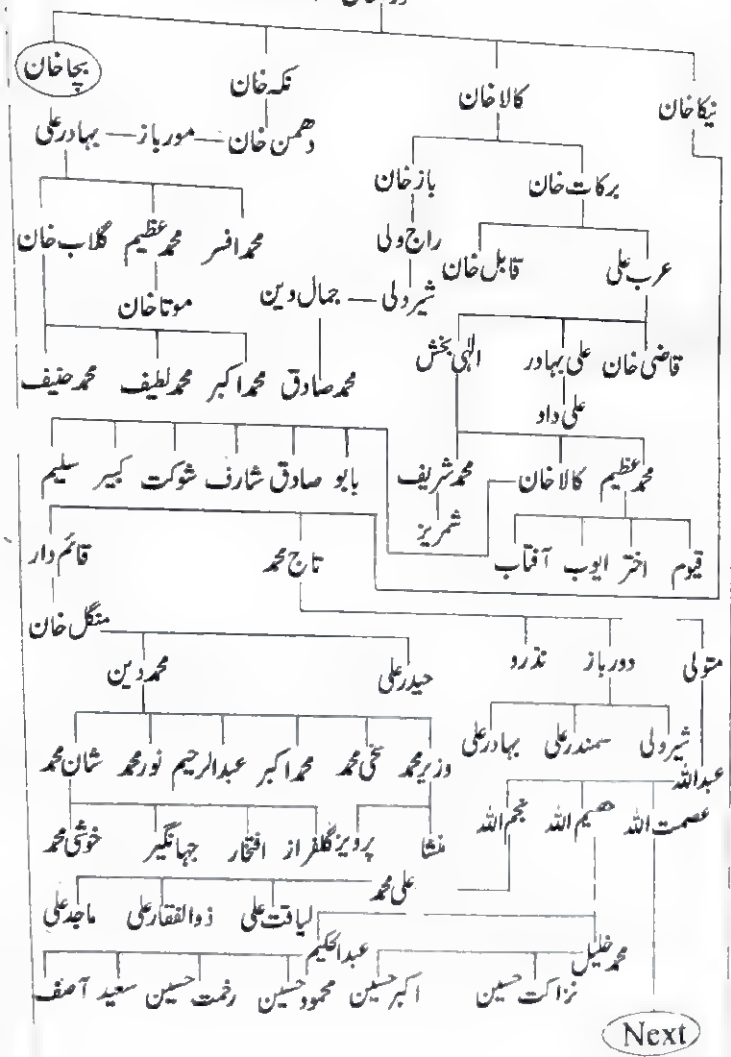 نیکا خان کالا خان نکہ خان بچا خان
برکات خان باز خان دھمن خان مورباز بہادر علی
عرب علی قابل خان راج ولی محمد افسر محمد عظیم گلاب خان
شیر ولی جمال دین موتا خان
قاضی خان علی بہادر الٰہی بخش محمد صادق محمد اکبر محمد لطیف محمد حنیف
علی داد
محمد عظیم کالا خان محمد شریف بابو صادق شارف شوکت کبیر سلیم
شمریز
قیوم اختر ایوب آفتاب تاج محمد قائم دار
منگل خان
متولی دورباز نذرو حیدر علی محمد دین
شیر ولی سمندر علی بہادر علی وزیر محمد سخی محمد محمد اکبر عبدالرحیم نور محمد شان محمد
عبداللہ
عصمت اللہ ھمیم اللہ نجم اللہ منشا پرویز گلفراز افتخار جہانگیر خوشی محمد
علی محمد
لیاقت علی ذوالفقار علی ماجد علی
محمد خلیل عبدالحکیم
نزاکت حسین اکبر حسین محمود حسین رخمت حسین سعید آصف
Next